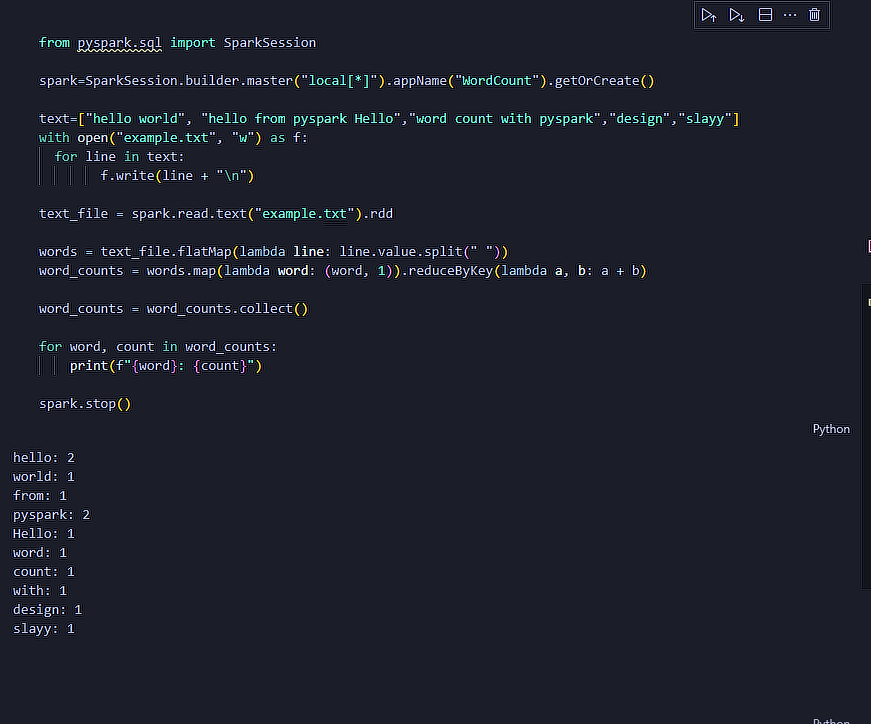 from pyspark.sql import SparkSession
spark=SparkSession.builder.master("local[*]").appName("WordCount").getOrCreate()
text=["hello world", "hello from pyspark Hello","word count with pyspark","design","slayy"]
with open("example.txt", "w") as f:
for line in text:
f.write(line + "\n")
text_file = spark.read.text("example.txt").rdd
words = text_file.flatMap(lambda line: line.value.split(" "))
word_counts = words.map(lambda word: (word, 1)).reduceByKey(lambda a, b: a + b)
word_counts = word_counts.collect()
for word, count in word_counts:
print(f"{word}: {count}")
spark.stop()
Python
hello: 2
world: 1
from: 1
pyspark: 2
Hello: 1
word: 1
count: 1
with: 1
design: 1
slayy: 1
Python